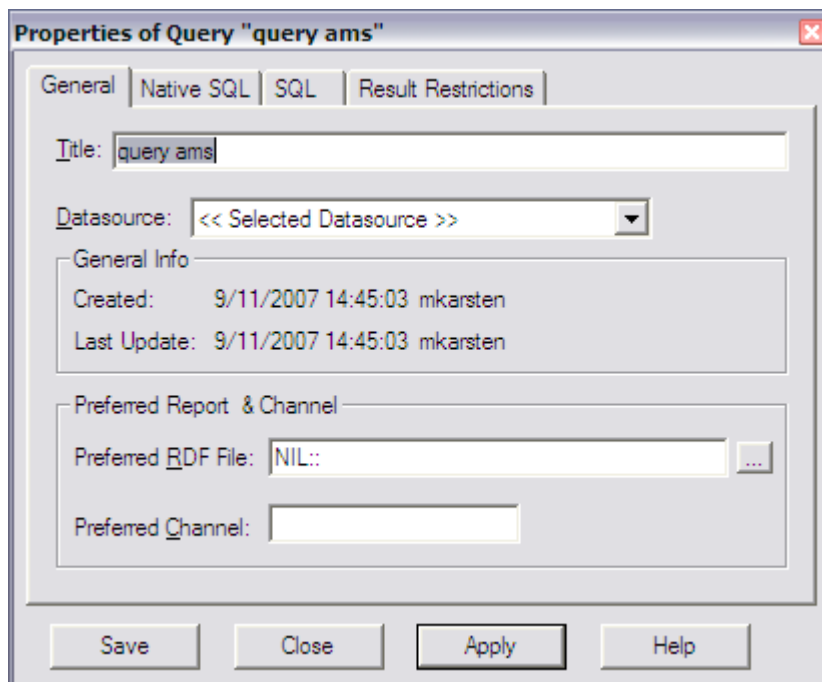 Properties of Query "query ams"
General Native SQL SQL Result Restrictions
Title: query ams
Datasource: << Selected Datasource >>
General Info
Created: 9/11/2007 14:45:03 mkarsten
Last Update: 9/11/2007 14:45:03 mkarsten
Preferred Report & Channel
Preferred RDF File: NIL:: ...
Preferred Channel:
Save Close Apply Help